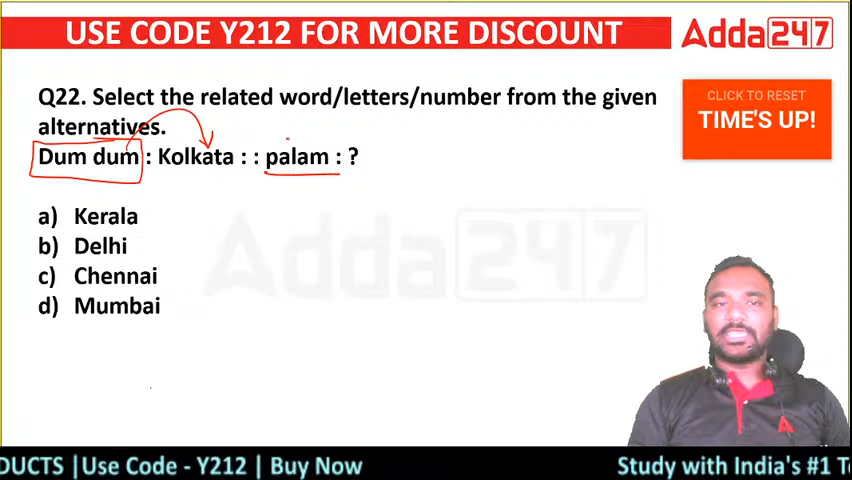 USE CODE Y212 FOR MORE DISCOUNT
Adda247
Q22. Select the related word/letters/number from the given
alternatives.
Dum dum : Kolkata : : palam : ?
CLICK TO RESET
TIME'S UP!
a) Kerala
b) Delhi
c) Chennai
d) Mumbai
Adda247
DUCTS |Use Code - Y212 | Buy Now
Study with India's #1 T